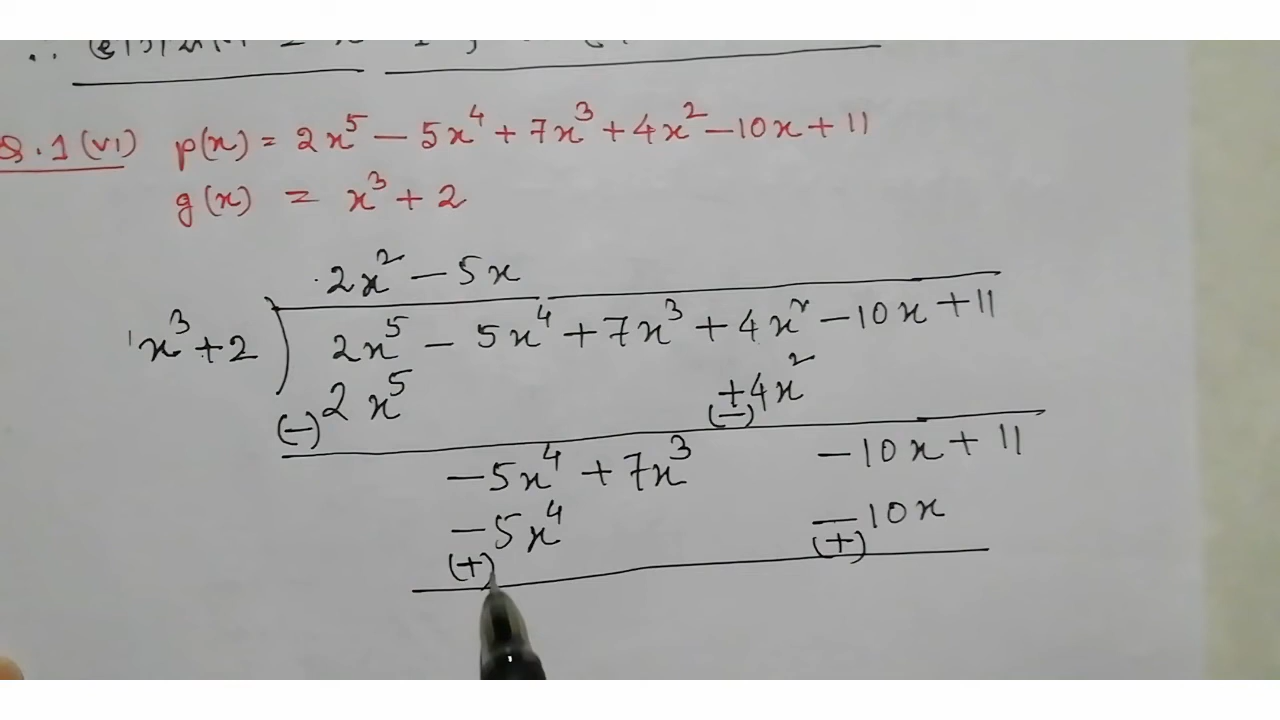 Q.1(vi) p(x) = 2x⁵ − 5x⁴ + 7x³ + 4x² − 10x + 11
g(x) = x³ + 2
2x² − 5x
x³ + 2 ) 2x⁵ − 5x⁴ + 7x³ + 4x² − 10x + 11
(−) 2x⁵ + 4x² (−)
− 5x⁴ + 7x³ − 10x + 11
− 5x⁴ − 10x
(+) (+)